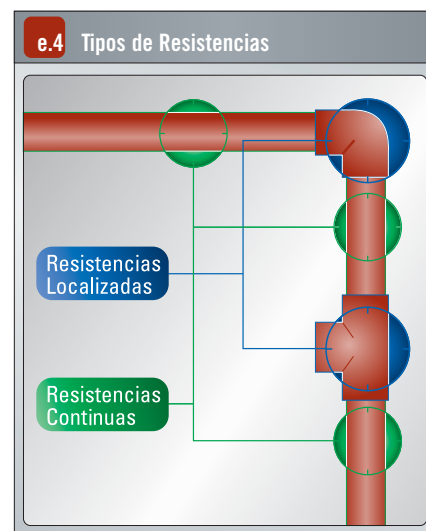 e.4 Tipos de Resistencias
Resistencias
Localizadas
Resistencias
Continuas